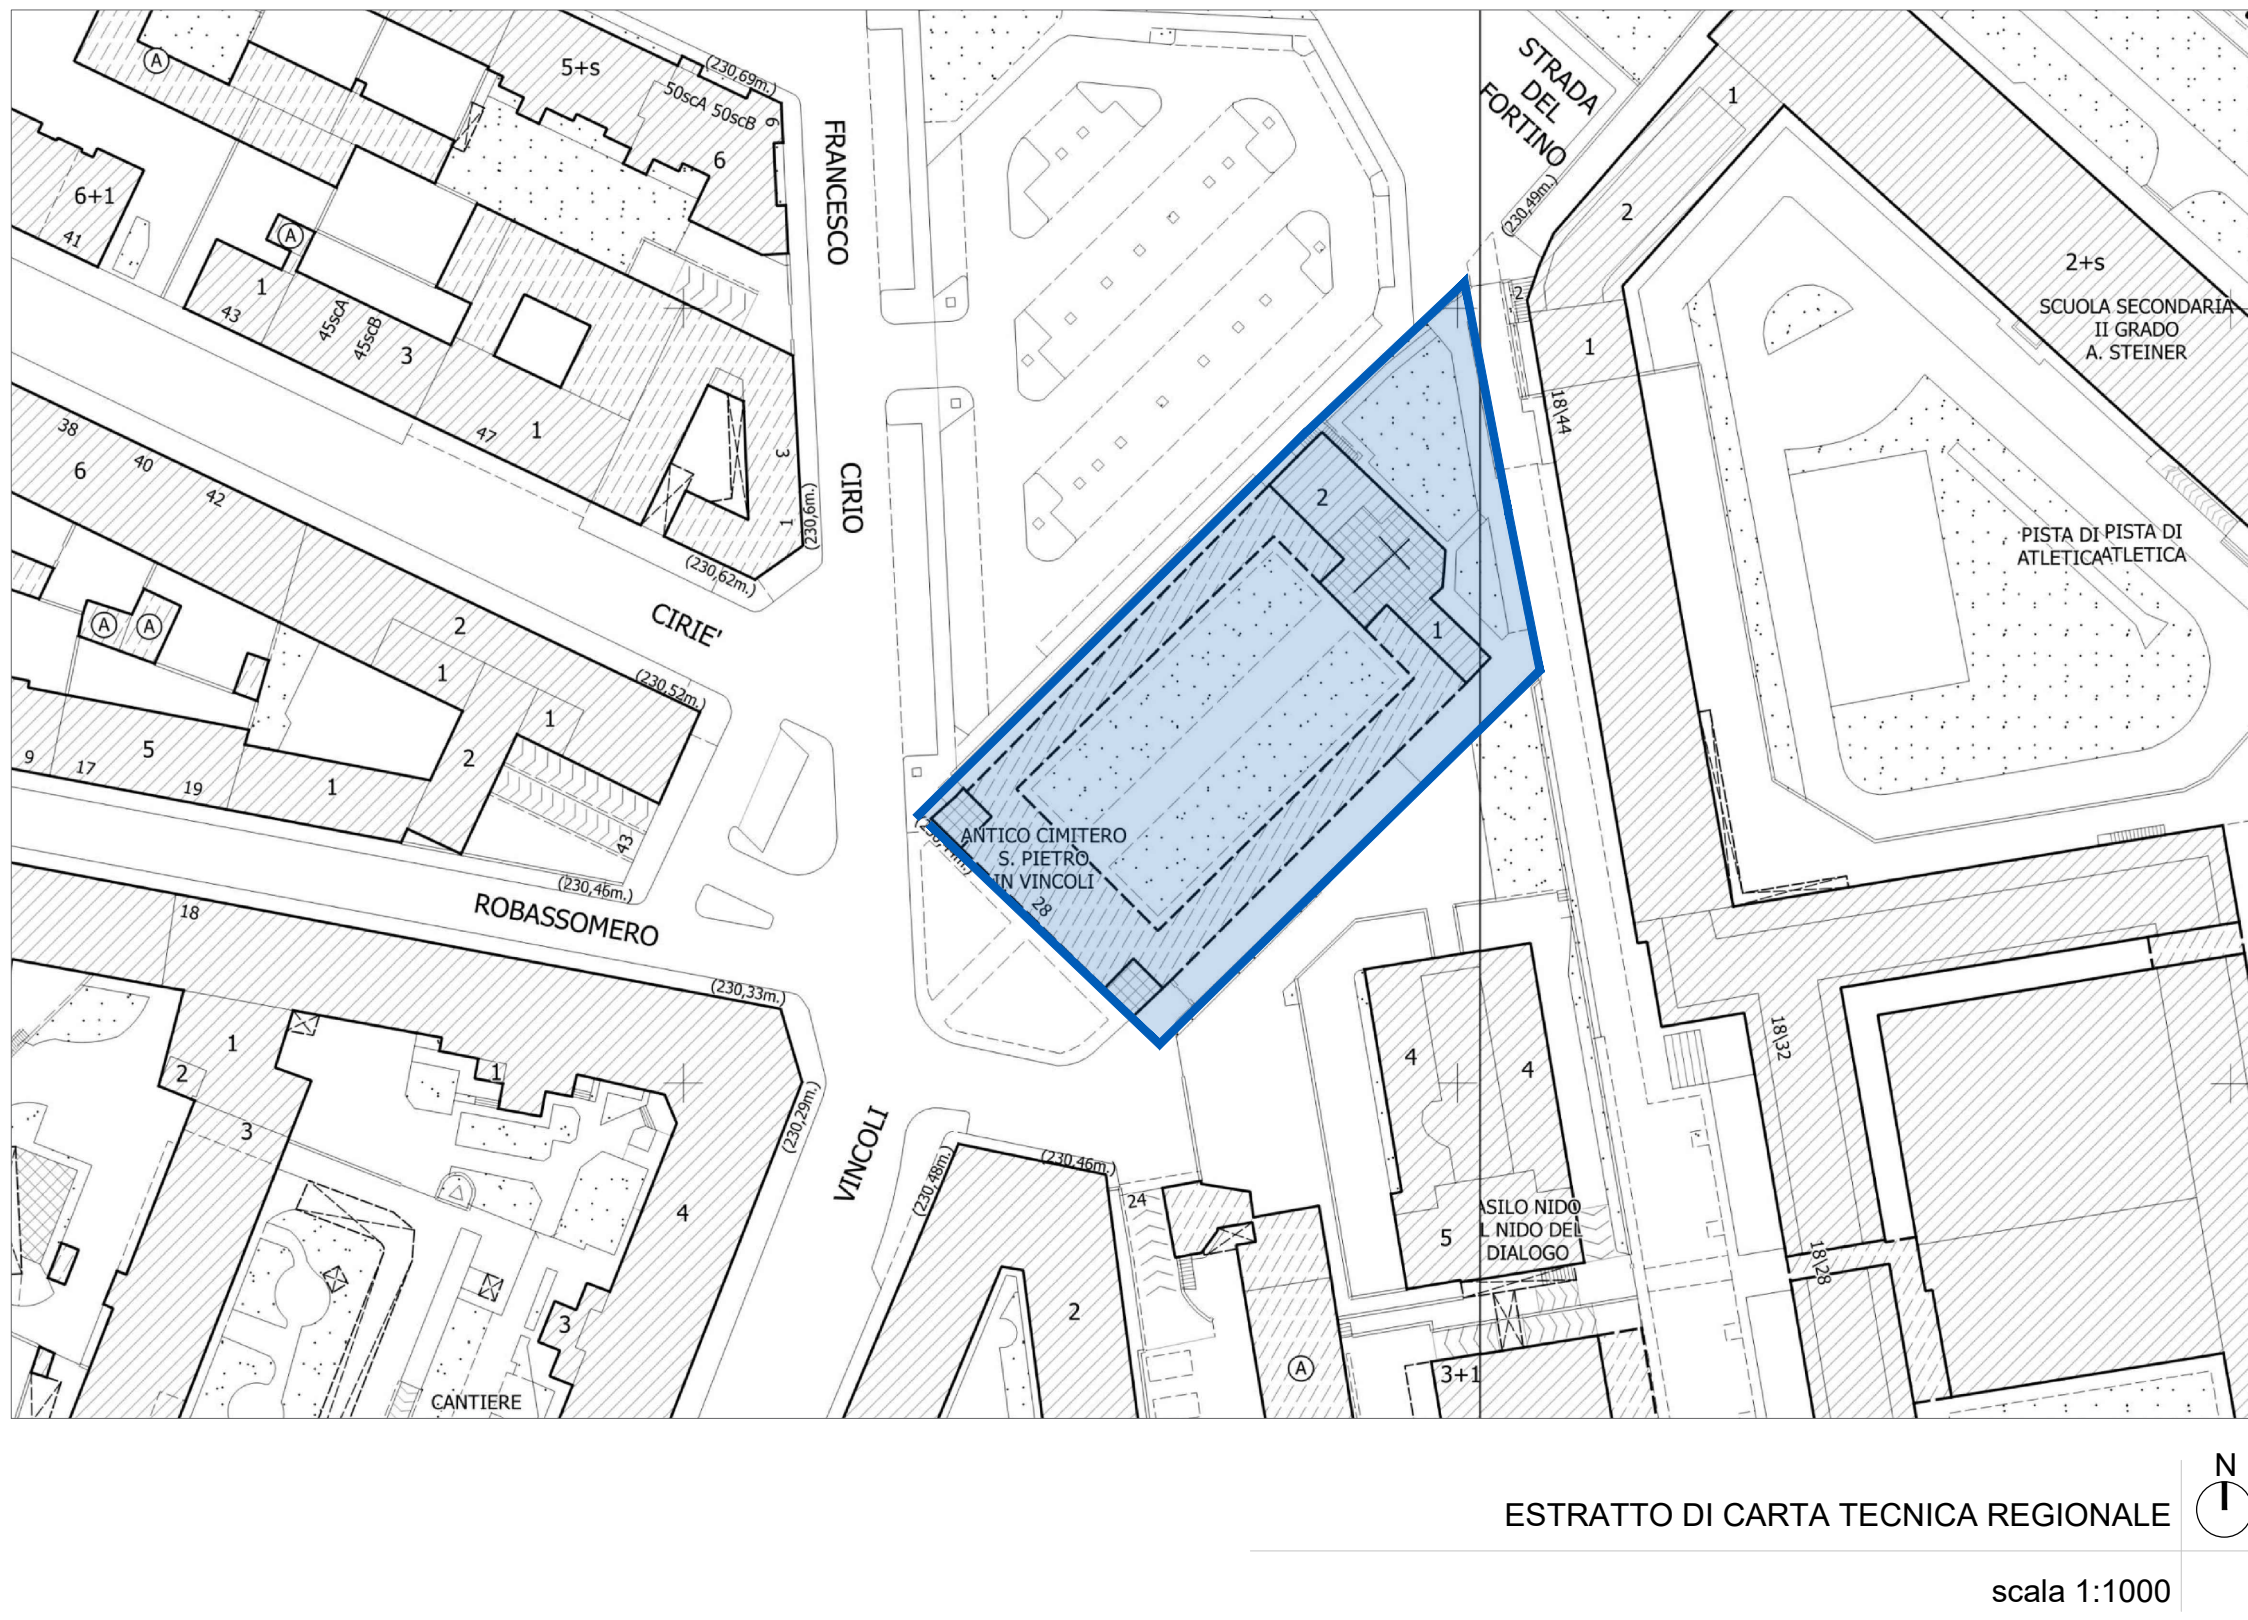 A
5+s
(230,69m.)
50scA 50scB
6
6
6+1
41
A
1
43
45scA
45scB
3
47
1
3
1
(230,61m.)
(230,62m.)
FRANCESCO
CIRIO
CIRIE'
STRADA
DEL
FORTINO
(230,49m.)
1
2
2+s
SCUOLA SECONDARIA
II GRADO
A. STEINER
2
1
18\44
PISTA DI
ATLETICA
PISTA DI
ATLETICA
38
40
42
6
A
A
2
1
(230,52m.)
1
2
5
9
17
19
1
43
(230,46m.)
ROBASSOMERO
2
1
ANTICO CIMITERO
S. PIETRO
IN VINCOLI
28
18
(230,33m.)
1
2
1
3
(230,29m.)
4
VINCOLI
(230,48m.)
(230,46m.)
24
4
4
5
ASILO NIDO
L NIDO DEL
DIALOGO
18\32
18\28
3
2
A
3+1
CANTIERE
N
ESTRATTO DI CARTA TECNICA REGIONALE
scala 1:1000